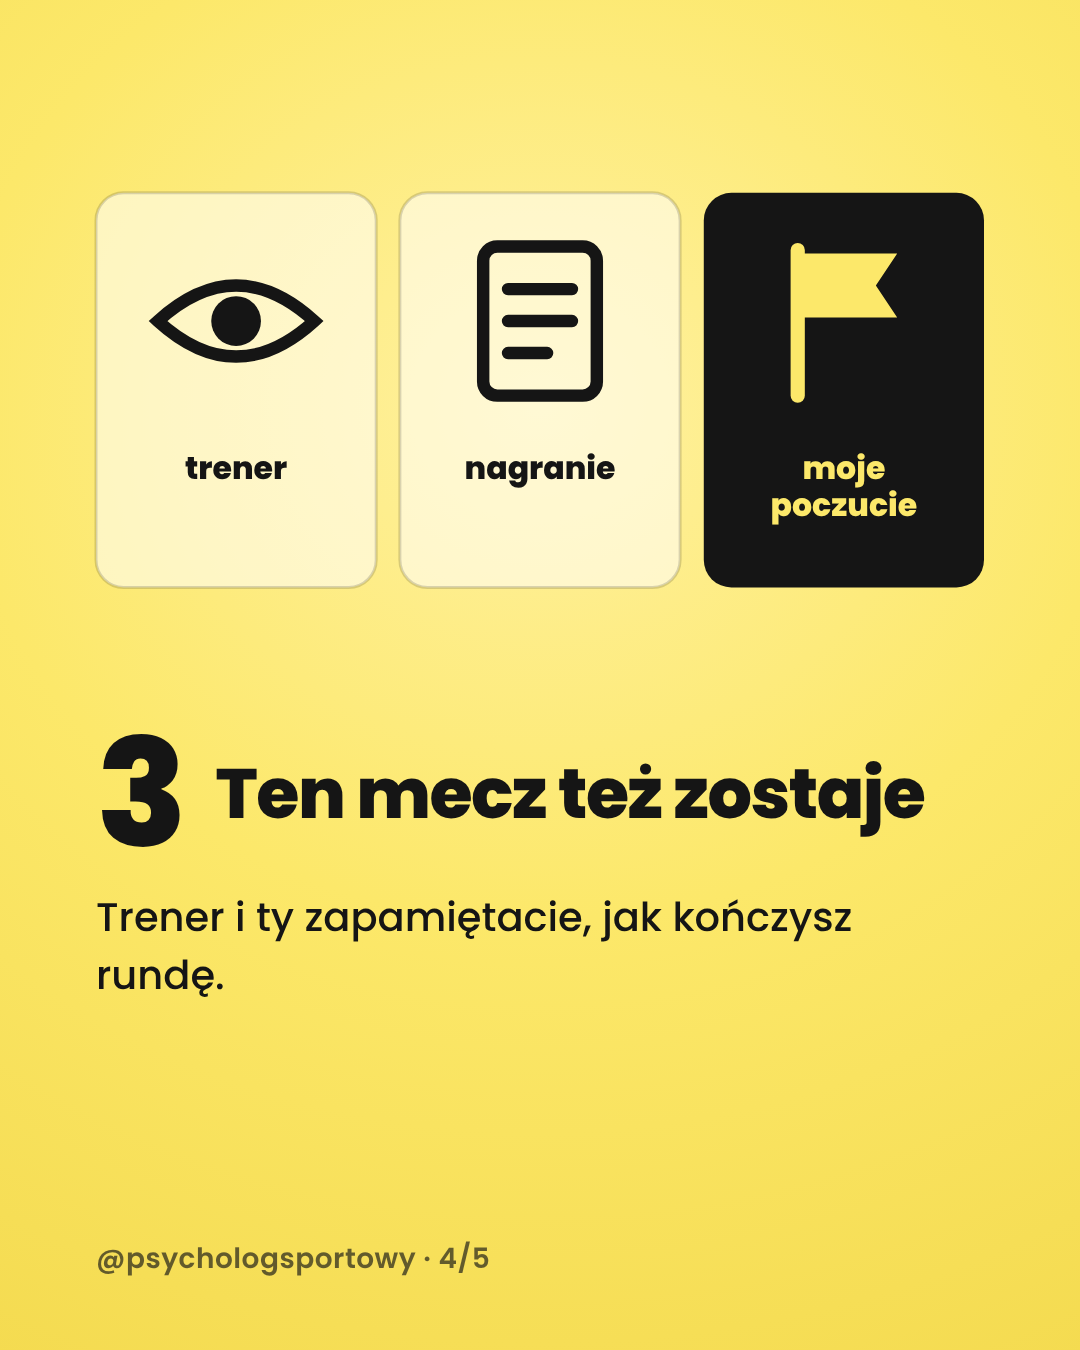 trener
nagranie
moje
poczucie
3 Ten mecz też zostaje
Trener i ty zapamiętacie, jak kończysz
rundę.
@psychologsportowy · 4/5